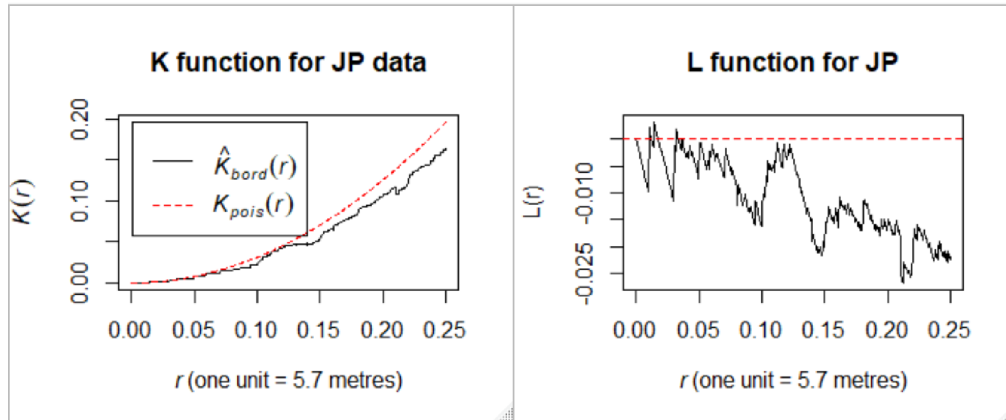 K function for JP data
K(r)
0.00 0.10 0.20
K̂bord(r)
Kpois(r)
0.00 0.05 0.10 0.15 0.20 0.25
r (one unit = 5.7 metres)
L function for JP
L(r)
-0.025 -0.010
0.00 0.05 0.10 0.15 0.20 0.25
r (one unit = 5.7 metres)